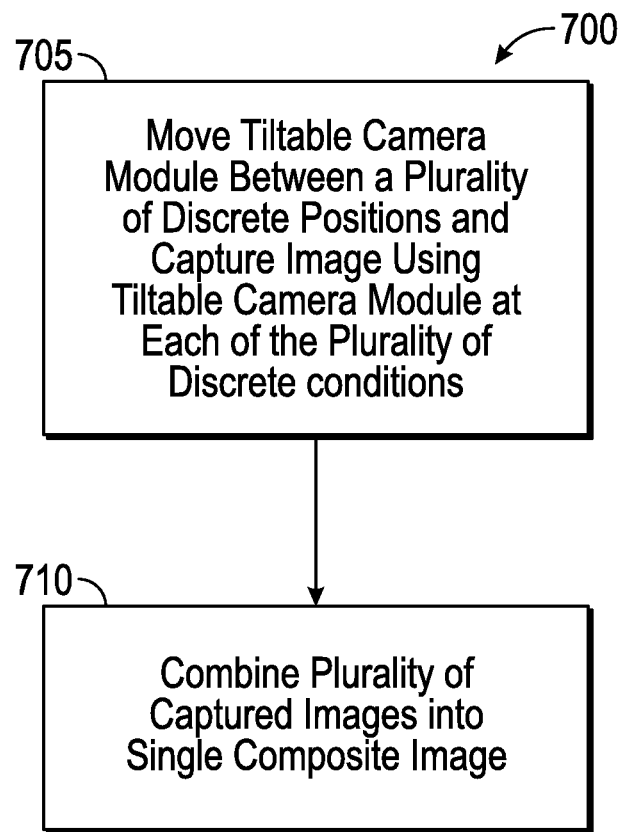 700
705
Move Tiltable Camera
Module Between a Plurality
of Discrete Positions and
Capture Image Using
Tiltable Camera Module at
Each of the Plurality of
Discrete conditions
710
Combine Plurality of
Captured Images into
Single Composite Image